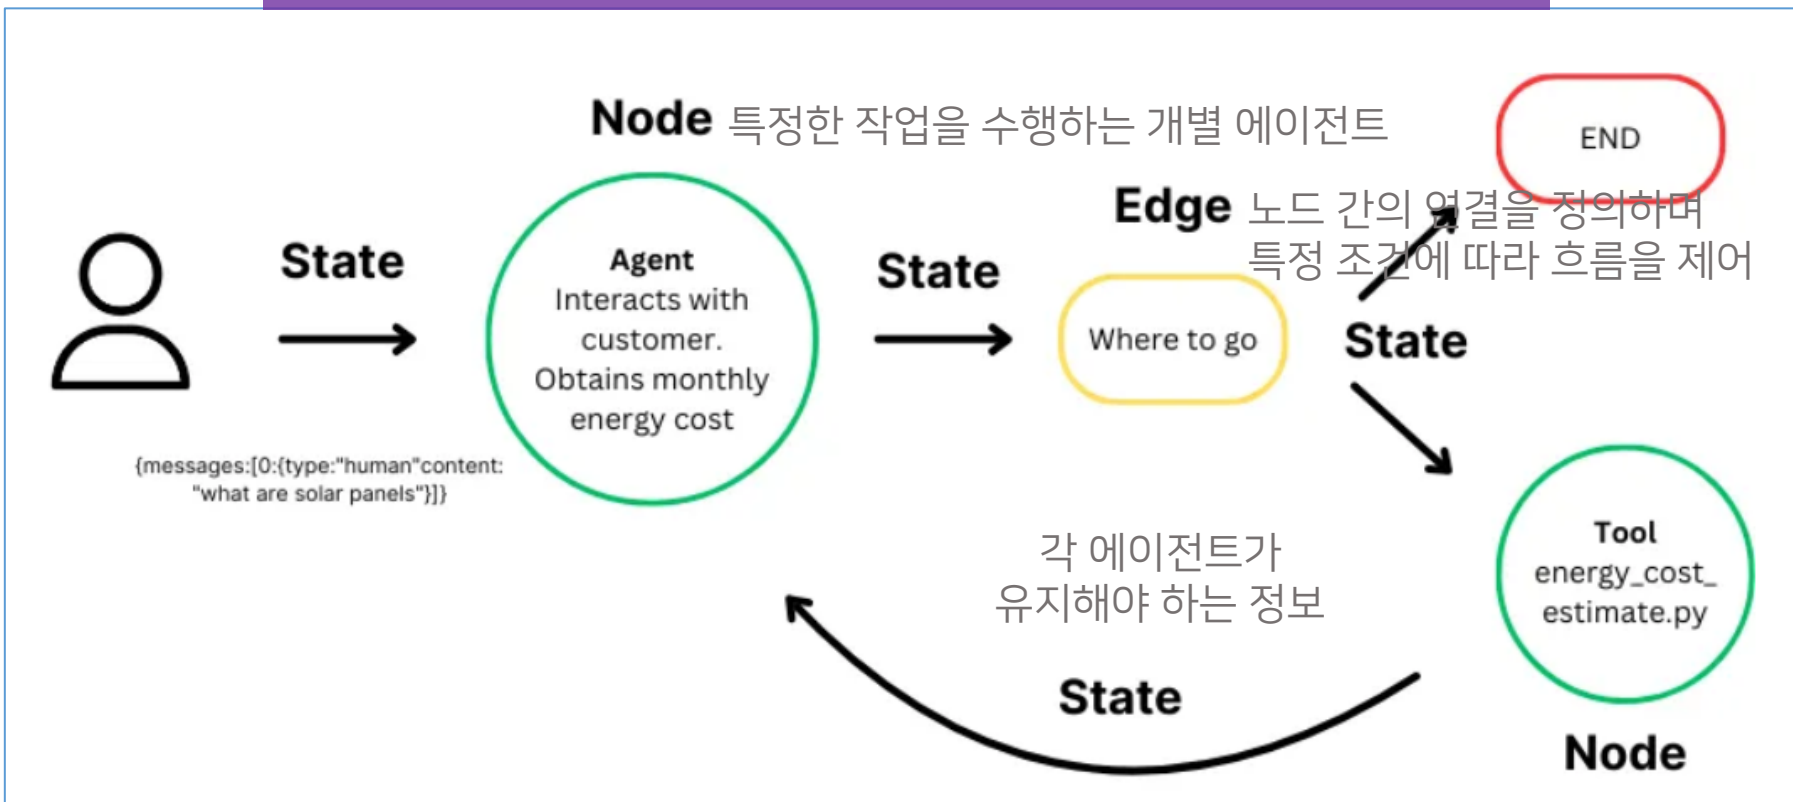 Node 특정한 작업을 수행하는 개별 에이전트
END
Edge 노드 간의 연결을 정의하며
특정 조건에 따라 흐름을 제어
State
Agent
Interacts with
customer.
Obtains monthly
energy cost
State
Where to go
State
{messages:[0:{type:"human"content:
"what are solar panels"}]}
각 에이전트가
유지해야 하는 정보
State
Tool
energy_cost_
estimate.py
Node